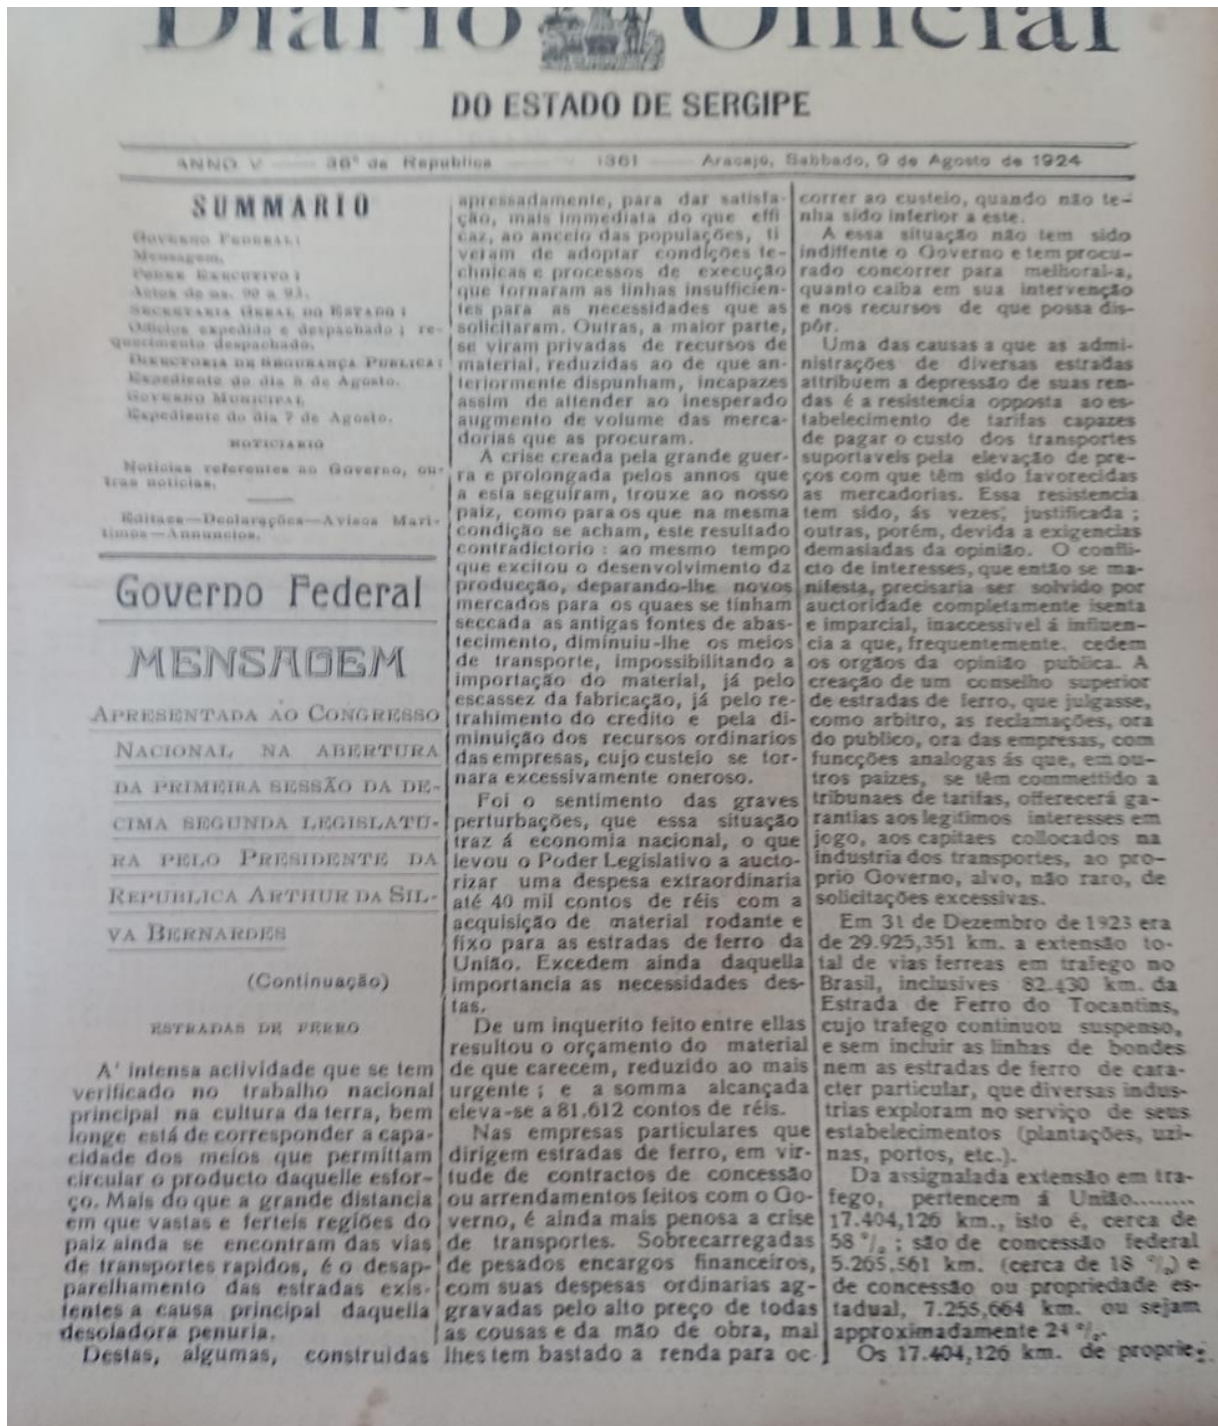 Diario Official
DO ESTADO DE SERGIPE
ANNO V — 36º da Republica — 1361 — Aracajú, Sabbado, 9 de Agosto de 1924
SUMMARIO
GOVERNO FEDERAL:
Mensagem.
PODER EXECUTIVO:
Actos de ns. 90 a 93.
SECRETARIA GERAL DO ESTADO:
Officios expedido e despachado; re-
querimento despachado.
DIRECTORIA DE SEGURANÇA PUBLICA:
Expediente do dia 8 de Agosto.
GOVERNO MUNICIPAL
Expediente do dia 7 de Agosto.
NOTICIARIO
Noticias referentes ao Governo, ou-
tras noticias.
Editaes—Declarações—Avisos Mari-
timos—Annuncios.
Governo Federal
MENSAGEM
APRESENTADA AO CONGRESSO
NACIONAL NA ABERTURA
DA PRIMEIRA SESSÃO DA DE-
CIMA SEGUNDA LEGISLATU-
RA PELO PRESIDENTE DA
REPUBLICA ARTHUR DA SIL-
VA BERNARDES
(Continuação)
ESTRADAS DE FERRO
A' intensa actividade que se tem
verificado no trabalho nacional
principal na cultura da terra, bem
longe está de corresponder a capa-
cidade dos meios que permittam
circular o producto daquelle esfor-
ço. Mais do que a grande distancia
em que vastas e ferteis regiões do
paiz ainda se encontram das vias
de transportes rapidos, é o desap-
parelhamento das estradas exis-
tentes a causa principal daquella
desoladora penuria.
Destas, algumas, construidas
apressadamente, para dar satisfa-
ção, mais immediata do que effi
caz, ao anceio das populações, ti
veram de adoptar condições te-
chnicas e processos de execução
que tornaram as linhas insufficien-
tes para as necessidades que as
solicitaram. Outras, a maior parte,
se viram privadas de recursos de
material, reduzidas ao de que an-
teriormente dispunham, incapazes
assim de attender ao inesperado
augmento de volume das merca-
dorias que as procuram.
A crise creada pela grande guer-
ra e prolongada pelos annos que
a esta seguiram, trouxe ao nosso
paiz, como para os que na mesma
condição se acham, este resultado
contradictorio : ao mesmo tempo
que excitou o desenvolvimento da
producção, deparando-lhe novos
mercados para os quaes se tinham
seccada as antigas fontes de abas-
tecimento, diminuiu-lhe os meios
de transporte, impossibilitando a
importação do material, já pelo
escassez da fabricação, já pelo re-
trahimento do credito e pela di-
minuição dos recursos ordinarios
das empresas, cujo custeio se tor-
nara excessivamente oneroso.
Foi o sentimento das graves
perturbações, que essa situação
traz á economia nacional, o que
levou o Poder Legislativo a aucto-
rizar uma despesa extraordinaria
até 40 mil contos de réis com a
acquisição de material rodante e
fixo para as estradas de ferro da
União. Excedem ainda daquella
importancia as necessidades des-
tas.
De um inquerito feito entre ellas
resultou o orçamento do material
de que carecem, reduzido ao mais
urgente ; e a somma alcançada
eleva-se a 81.612 contos de réis.
Nas empresas particulares que
dirigem estradas de ferro, em vir-
tude de contractos de concessão
ou arrendamentos feitos com o Go-
verno, é ainda mais penosa a crise
de transportes. Sobrecarregadas
de pesados encargos financeiros,
com suas despesas ordinarias ag-
gravadas pelo alto preço de todas
as cousas e da mão de obra, mal
lhes tem bastado a renda para oc-
correr ao custeio, quando não te-
nha sido inferior a este.
A essa situação não tem sido
indiffente o Governo e tem procu-
rado concorrer para melhoral-a,
quanto caiba em sua intervenção
e nos recursos de que possa dis-
pôr.
Uma das causas a que as admi-
nistrações de diversas estradas
attribuem a depressão de suas ren-
das é a resistencia opposta ao es-
tabelecimento de tarifas capazes
de pagar o custo dos transportes
suportaveis pela elevação de pre-
ços com que têm sido favorecidas
as mercadorias. Essa resistencia
tem sido, ás vezes, justificada ;
outras, porém, devida a exigencias
demasiadas da opinião. O confli-
cto de interesses, que então se ma-
nifesta, precisaria ser solvido por
auctoridade completamente isenta
e imparcial, inaccessivel á influen-
cia a que, frequentemente. cedem
os orgãos da opinião publica. A
creação de um conselho superior
de estradas de ferro, que julgasse,
como arbitro, as reclamações, ora
do publico, ora das empresas, com
funcções analogas ás que, em ou-
tros paizes, se têm commettido a
tribunaes de tarifas, offerecerá ga-
rantias aos legitimos interesses em
jogo, aos capitaes collocados na
industria dos transportes, ao pro-
prio Governo, alvo, não raro, de
solicitações excessivas.
Em 31 de Dezembro de 1923 era
de 29.925,351 km. a extensão to-
tal de vias ferreas em trafego no
Brasil, inclusives 82.430 km. da
Estrada de Ferro do Tocantins,
cujo trafego continuou suspenso,
e sem incluir as linhas de bondes
nem as estradas de ferro de cara-
cter particular, que diversas indus-
trias exploram no serviço de seus
estabelecimentos (plantações, uzi-
nas, portos, etc.).
Da assignalada extensão em tra-
fego, pertencem á União........
17.404,126 km., isto é, cerca de
58 %; são de concessão federal
5.265,561 km. (cerca de 18 %) e
de concessão ou propriedade es-
tadual, 7.255,664 km. ou sejam
approximadamente 24 %.
Os 17.404,126 km. de proprie-